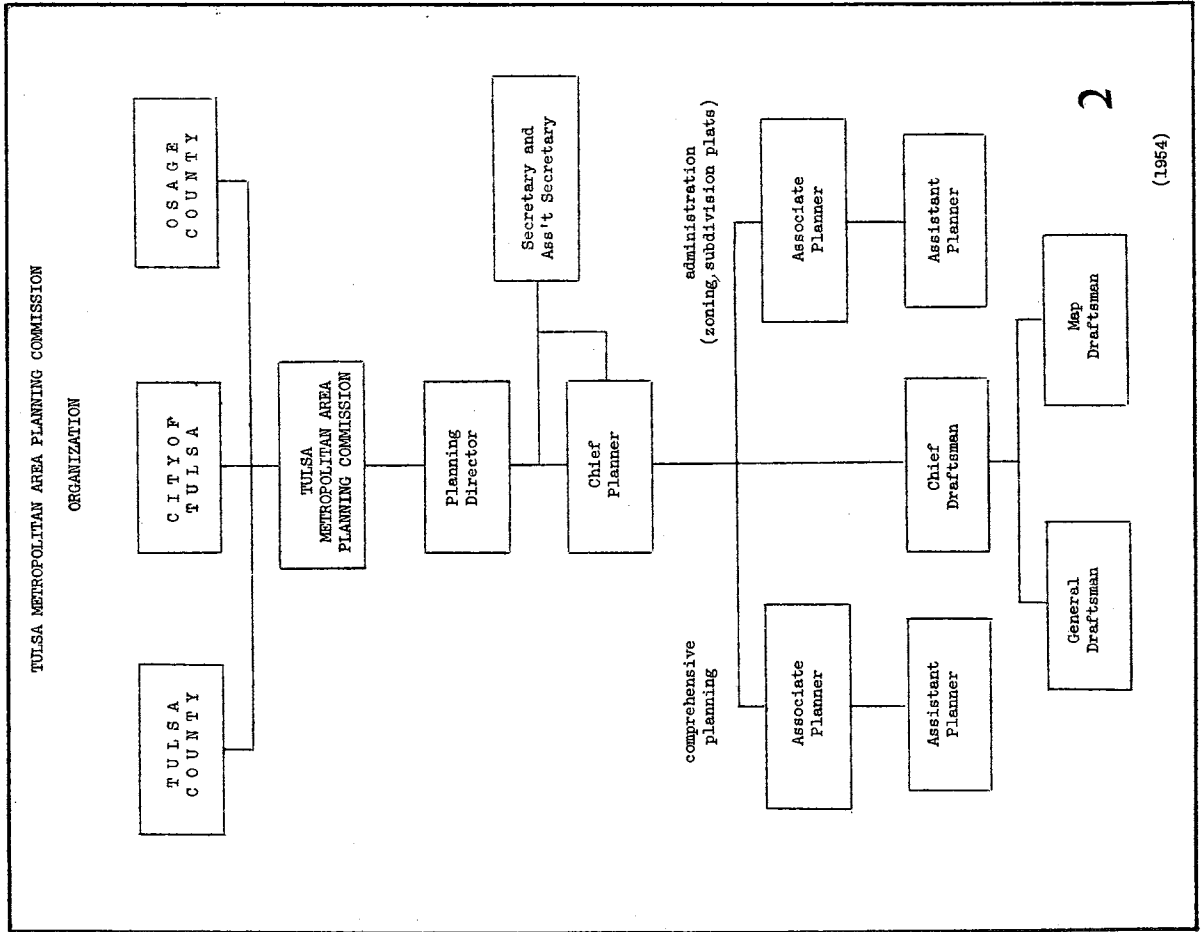 TULSA METROPOLITAN AREA PLANNING COMMISSION
ORGANIZATION
TULSA
COUNTY
CITYOF
TULSA
OSAGE
COUNTY
TULSA
METROPOLITAN AREA
PLANNING COMMISSION
Planning
Director
Secretary and
Ass't Secretary
Chief
Planner
comprehensive
planning
administration
(zoning,subdivision plats)
Associate
Planner
Associate
Planner
Assistant
Planner
Chief
Draftsman
Assistant
Planner
General
Draftsman
Map
Draftsman
2
(1954)